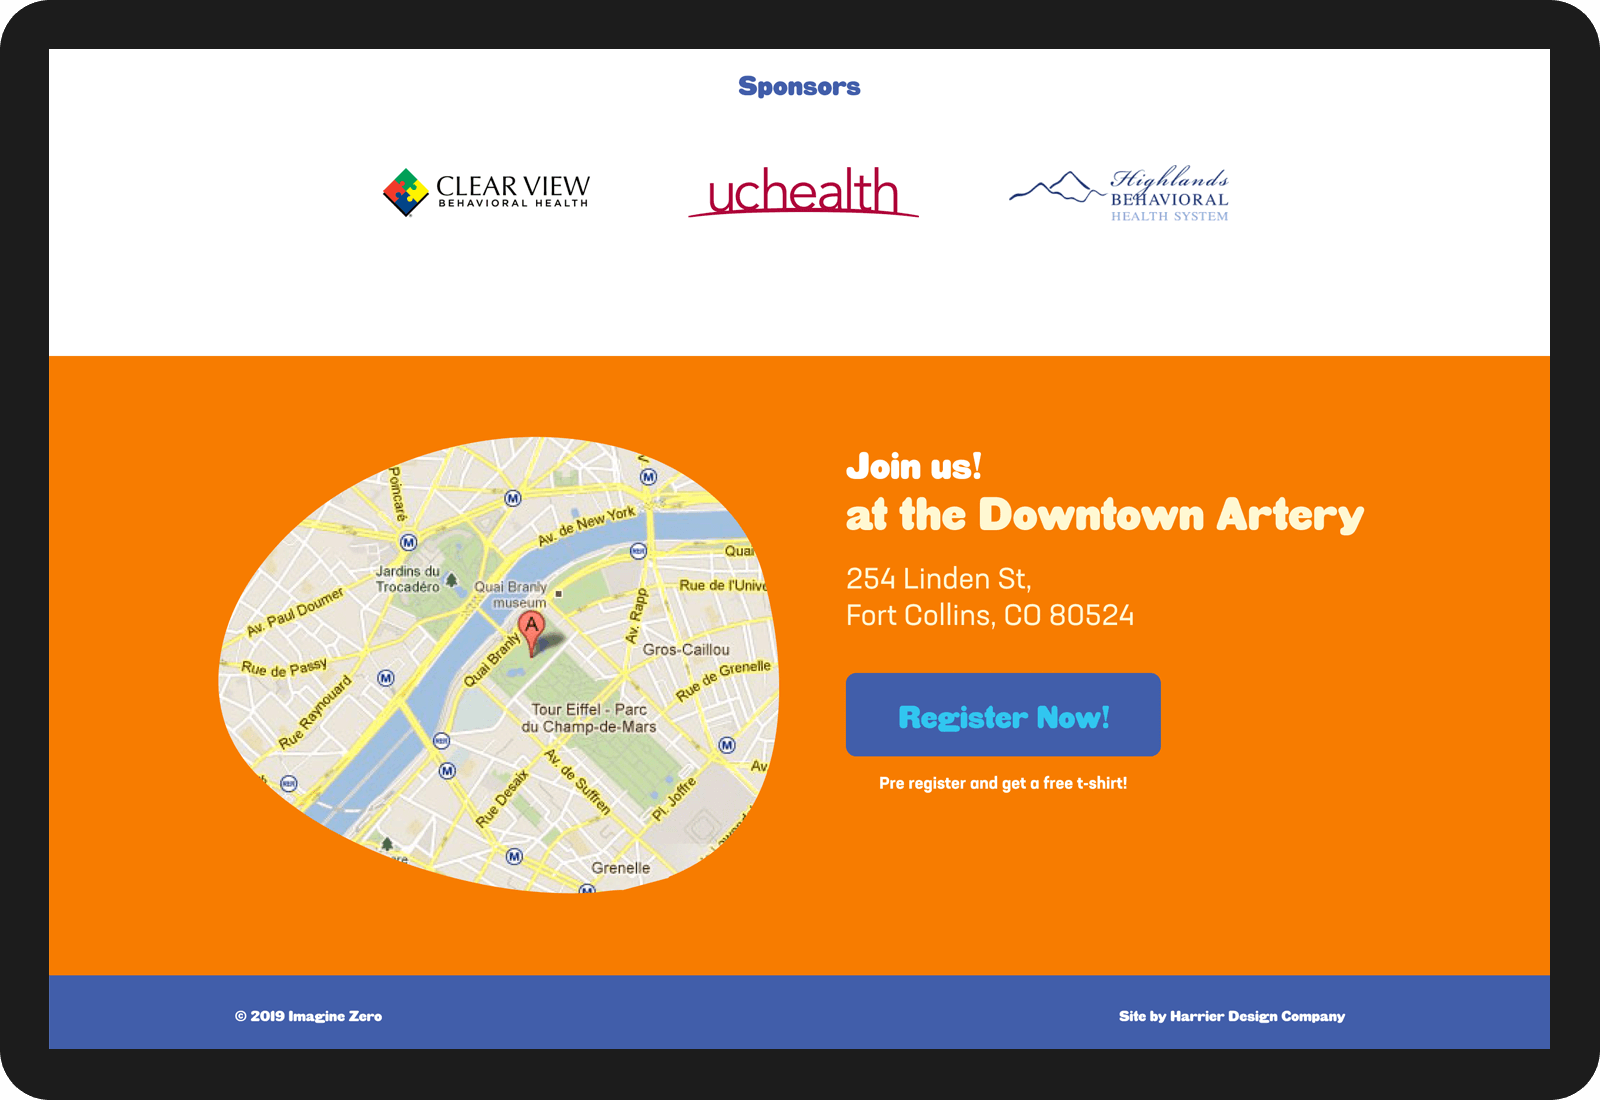 Sponsors
CLEAR VIEW
BEHAVIORAL HEALTH
uchealth
Highlands
BEHAVIORAL
HEALTH SYSTEM
Poincaré
M
M
M
Av. de New York
RER
Quai
Jardins du
Trocadéro
Quai Branly
museum
Rue de l'Unive
Av. Paul Doumer
A
Av. Rapp
Quai Branly
Gros-Caillou
Rue de Passy
Rue de Grenelle
M
Rue Raynouard
Tour Eiffel - Parc
du Champ-de-Mars
RER
M
M
Av
Av. de Suffren
RER
Rue Desaix
Pl. Joffre
M
Grenelle
M
Join us!
at the Downtown Artery
254 Linden St,
Fort Collins, CO 80524
Register Now!
Pre register and get a free t-shirt!
© 2019 Imagine Zero
Site by Harrier Design Company